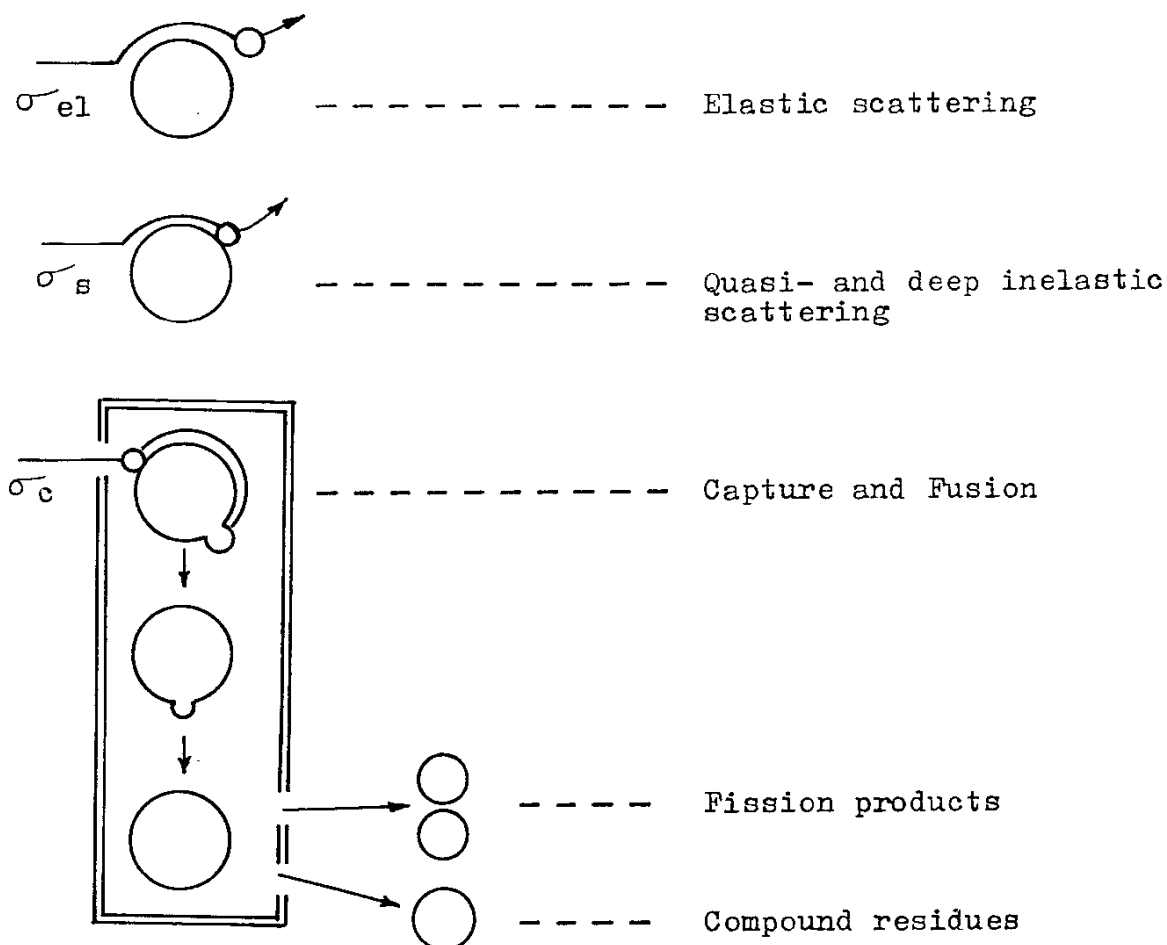 σel
Elastic scattering
σs
Quasi- and deep inelastic
scattering
σc
Capture and Fusion
Fission products
Compound residues